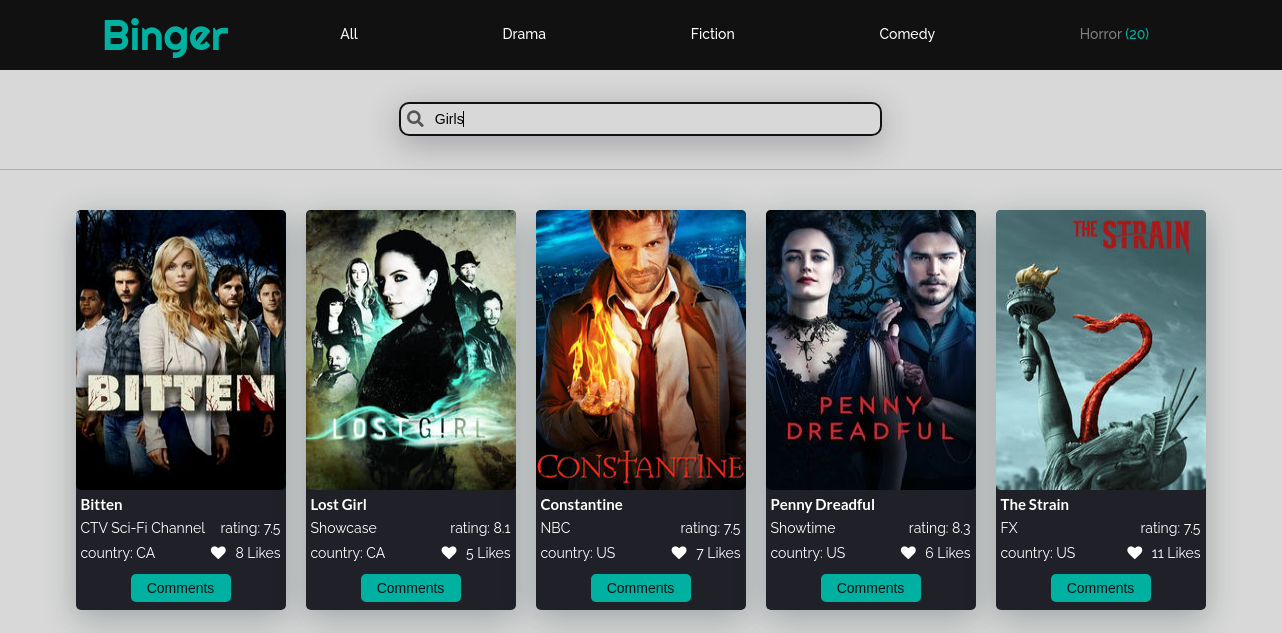 Binger All Drama Fiction Comedy Horror (20)
Girls
THE STRAIN
BITTEN
LOST GIRL
PENNY
DREADFUL
CONSTANTINE
Bitten Lost Girl Constantine Penny Dreadful The Strain
CTV Sci-Fi Channel rating: 7.5 Showcase rating: 8.1 NBC rating: 7.5 Showtime rating: 8.3 FX rating: 7.5
country: CA 8 Likes country: CA 5 Likes country: US 7 Likes country: US 6 Likes country: US 11 Likes
Comments Comments Comments Comments Comments